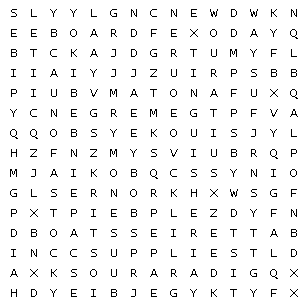 S L Y Y L G N C N E W D W K N
E E B O A R D F E X O D A Y Q
B T C K A J D G R T U M Y F L
I I A I Y J J Z U I R P S B B
P I U B V M A T O N A F U X Q
Y C N E G R E M E G T P F V A
Q Q O B S Y E K O U I S J Y L
H Z F N Z M Y S V I U B R Q P
M J A I K O B Q C S S Y N I O
G L S E R N O R K H X W S G F
P X T P I E B P L E Z D Y F N
D B O A T S S E I R E T T A B
I N C C S U P P L I E S T L D
A X K S O U R A R A D I G Q X
H D Y E I B J E G Y K T Y F X